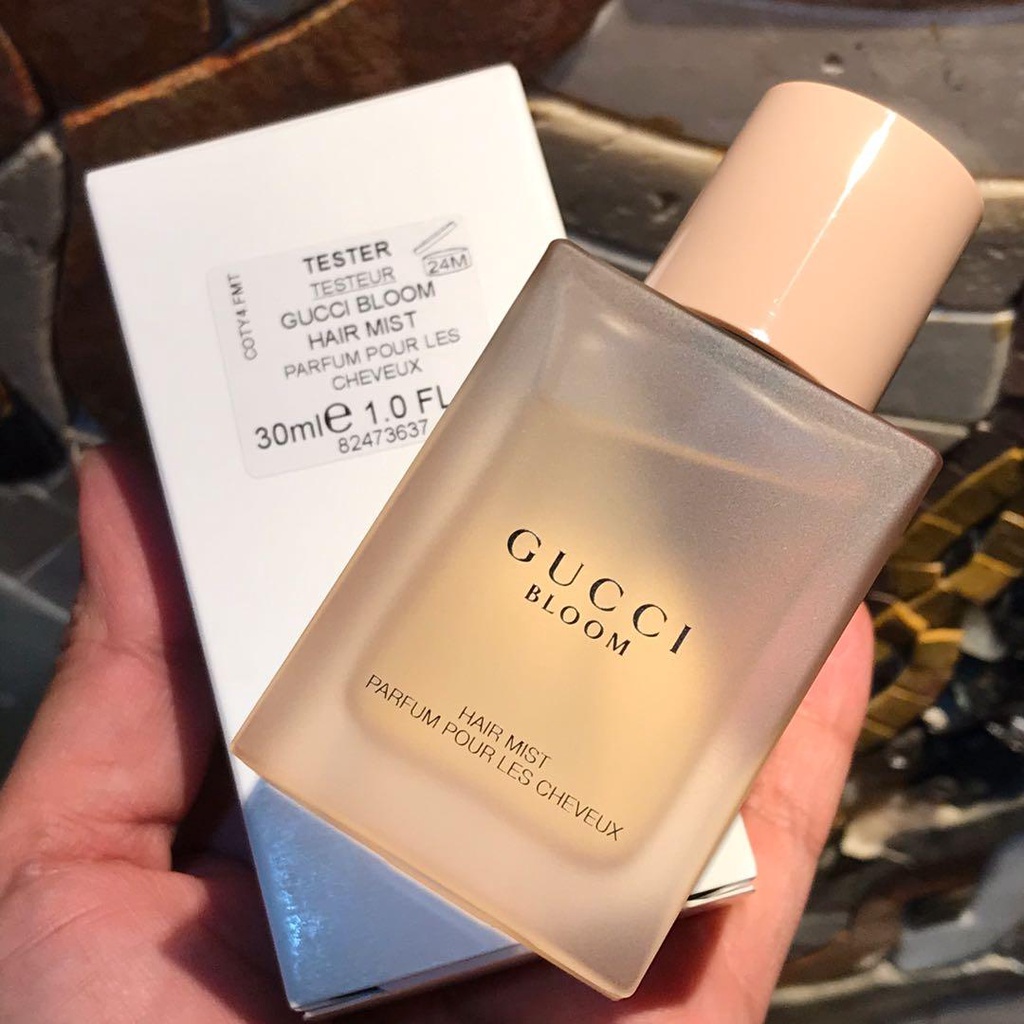 TESTER
TESTEUR
GUCCI BLOOM
HAIR MIST
PARFUM POUR LES
CHEVEUX
30ml℮ 1.0 FL
82473637
24M
COTY4.FMT
GUCCI
BLOOM
HAIR MIST
PARFUM POUR LES CHEVEUX